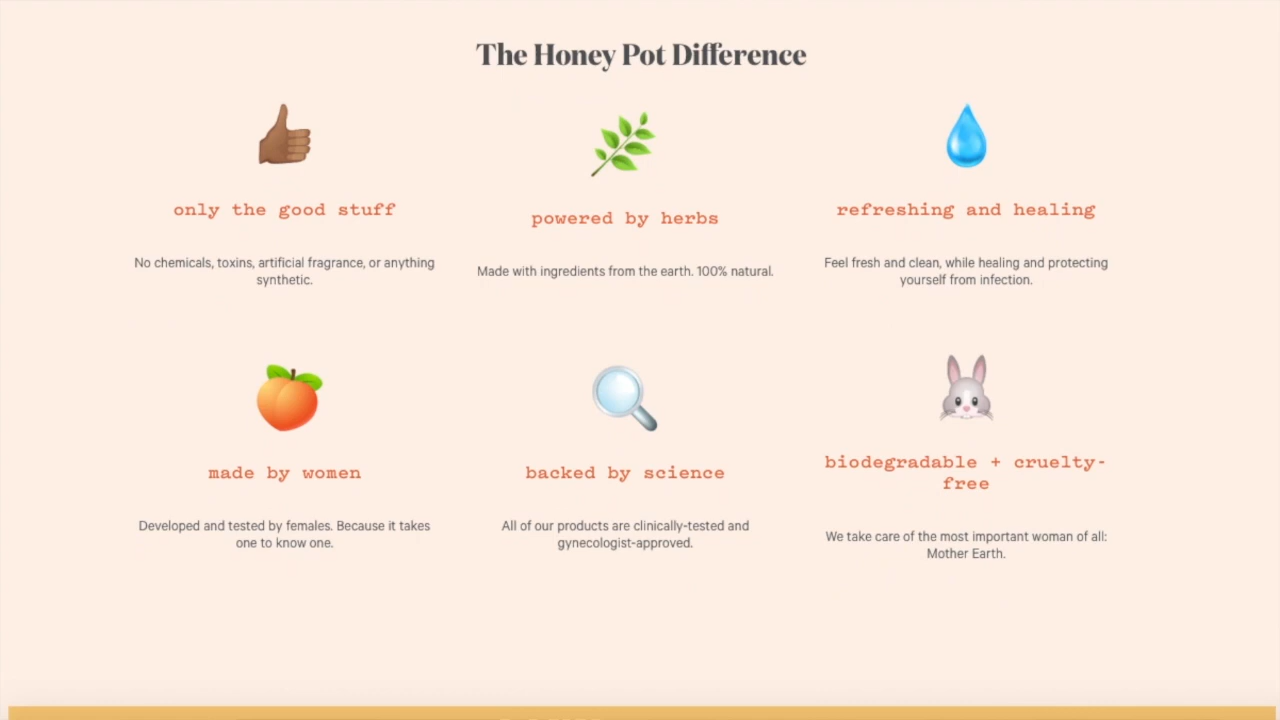 The Honey Pot Difference
only the good stuff
No chemicals, toxins, artificial fragrance, or anything
synthetic.
powered by herbs
Made with ingredients from the earth. 100% natural.
refreshing and healing
Feel fresh and clean, while healing and protecting
yourself from infection.
made by women
Developed and tested by females. Because it takes
one to know one.
backed by science
All of our products are clinically-tested and
gynecologist-approved.
biodegradable + cruelty-
free
We take care of the most important woman of all:
Mother Earth.